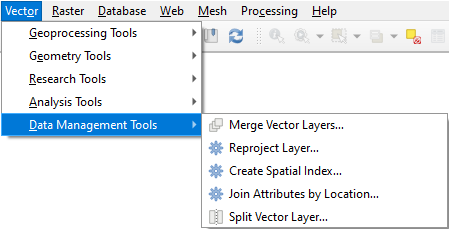 Vector Raster Database Web Mesh Processing Help
Geoprocessing Tools
Geometry Tools
Research Tools
Analysis Tools
Data Management Tools
Merge Vector Layers...
Reproject Layer...
Create Spatial Index...
Join Attributes by Location...
Split Vector Layer...